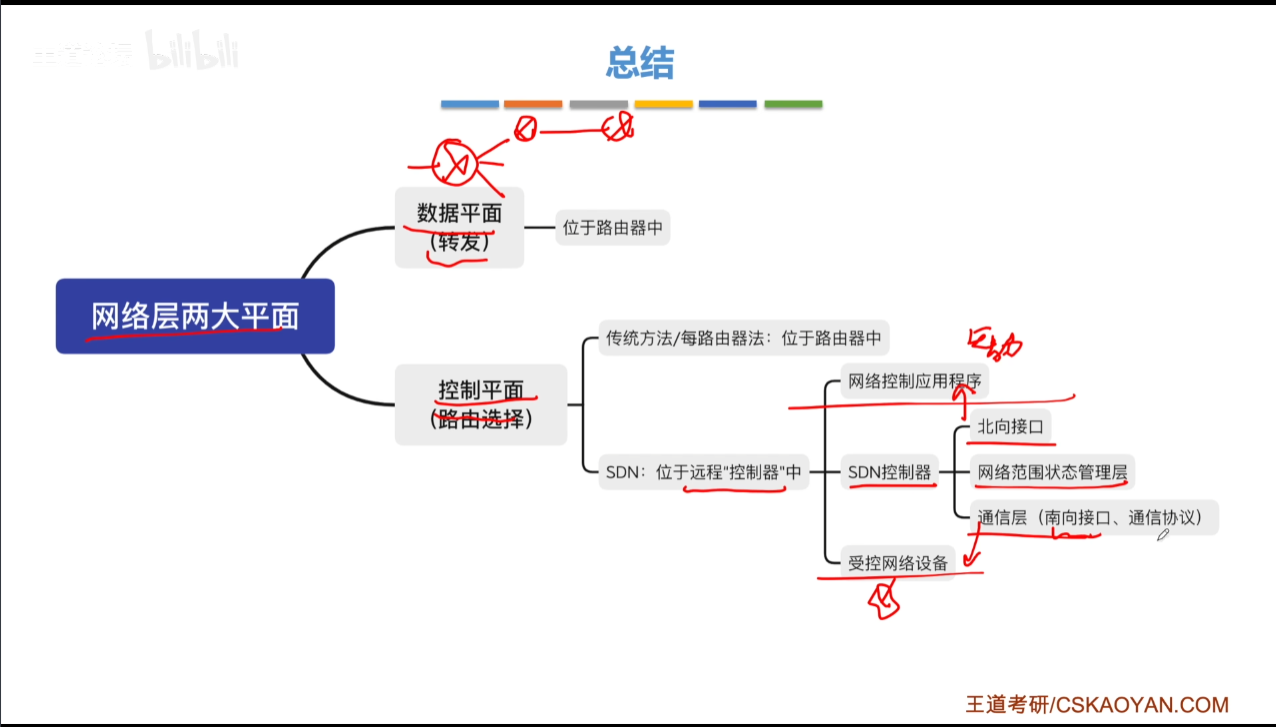 bilibili
总结
数据平面
(转发)
位于路由器中
网络层两大平面
传统方法/每路由器法：位于路由器中
控制平面
(路由选择)
网络控制应用程序
北向接口
SDN：位于远程"控制器"中
SDN控制器
网络范围状态管理层
通信层（南向接口、通信协议）
受控网络设备
王道考研/CSKAOYAN.COM